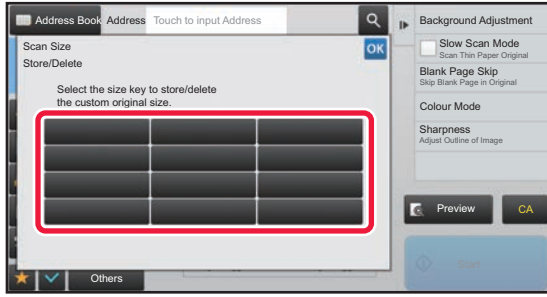 Address Book
Address
Touch to input Address
Scan Size
OK
Store/Delete
Select the size key to store/delete
the custom original size.
Others
Background Adjustment
Slow Scan Mode
Scan Thin Paper Original
Blank Page Skip
Skip Blank Page in Original
Colour Mode
Sharpness
Adjust Outline of Image
Preview
CA